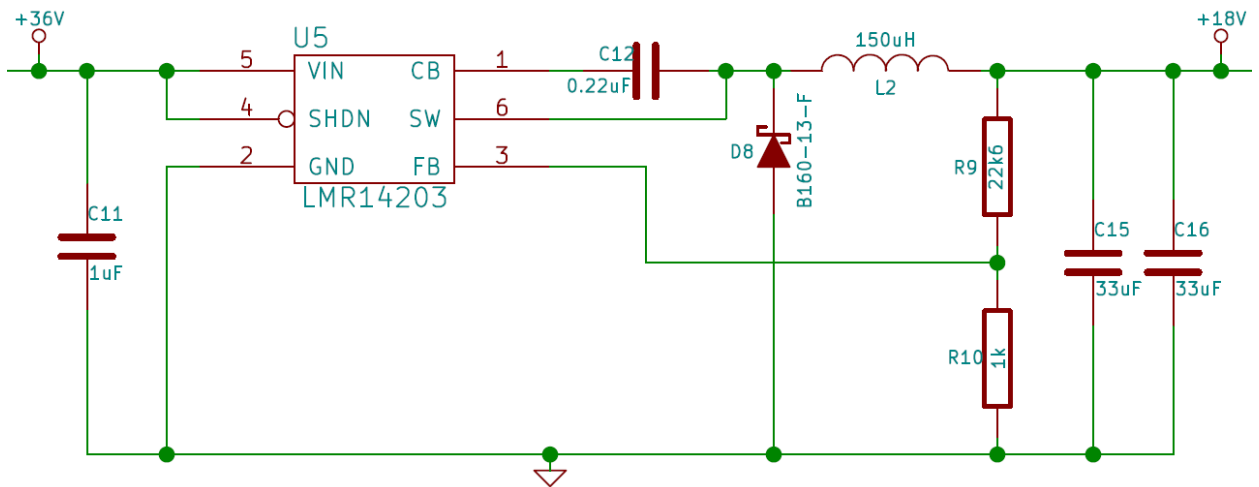 +36V
+18V
U5
150uH
L2
C12
0.22uF
5
VIN
CB
1
4
SHDN
SW
6
2
GND
FB
3
LMR14203
D8
B160-13-F
R9
22k6
C11
1uF
C15
33uF
C16
33uF
R10
1k